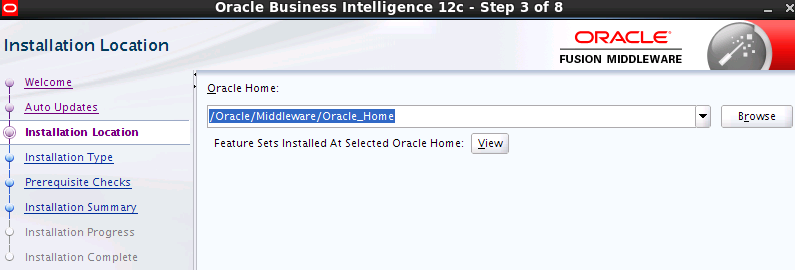 Oracle Business Intelligence 12c - Step 3 of 8
Installation Location
ORACLE
FUSION MIDDLEWARE
Welcome
Auto Updates
Installation Location
Installation Type
Prerequisite Checks
Installation Summary
Installation Progress
Installation Complete
Oracle Home:
/Oracle/Middleware/Oracle_Home
Browse
Feature Sets Installed At Selected Oracle Home: View